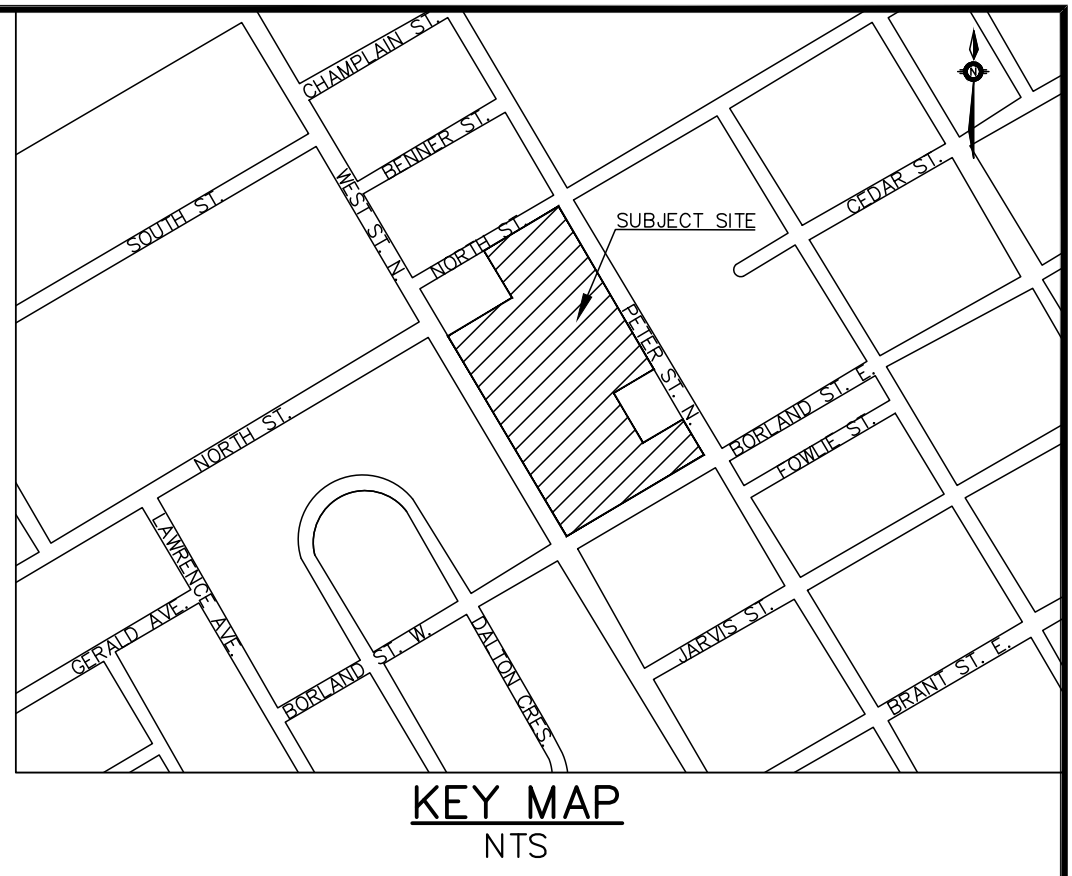 CHAMPLAIN ST.
BENNER ST.
SOUTH ST.
WEST ST. N.
NORTH ST.
SUBJECT SITE
N
CEDAR ST.
PETER ST. N.
BORLAND ST. E.
FOWLIE ST.
NORTH ST.
LAWRENCE AVE.
GERALD AVE.
BORLAND ST. W.
DALTON CRES.
JARVIS ST.
BRANT ST. E.
KEY MAP
NTS